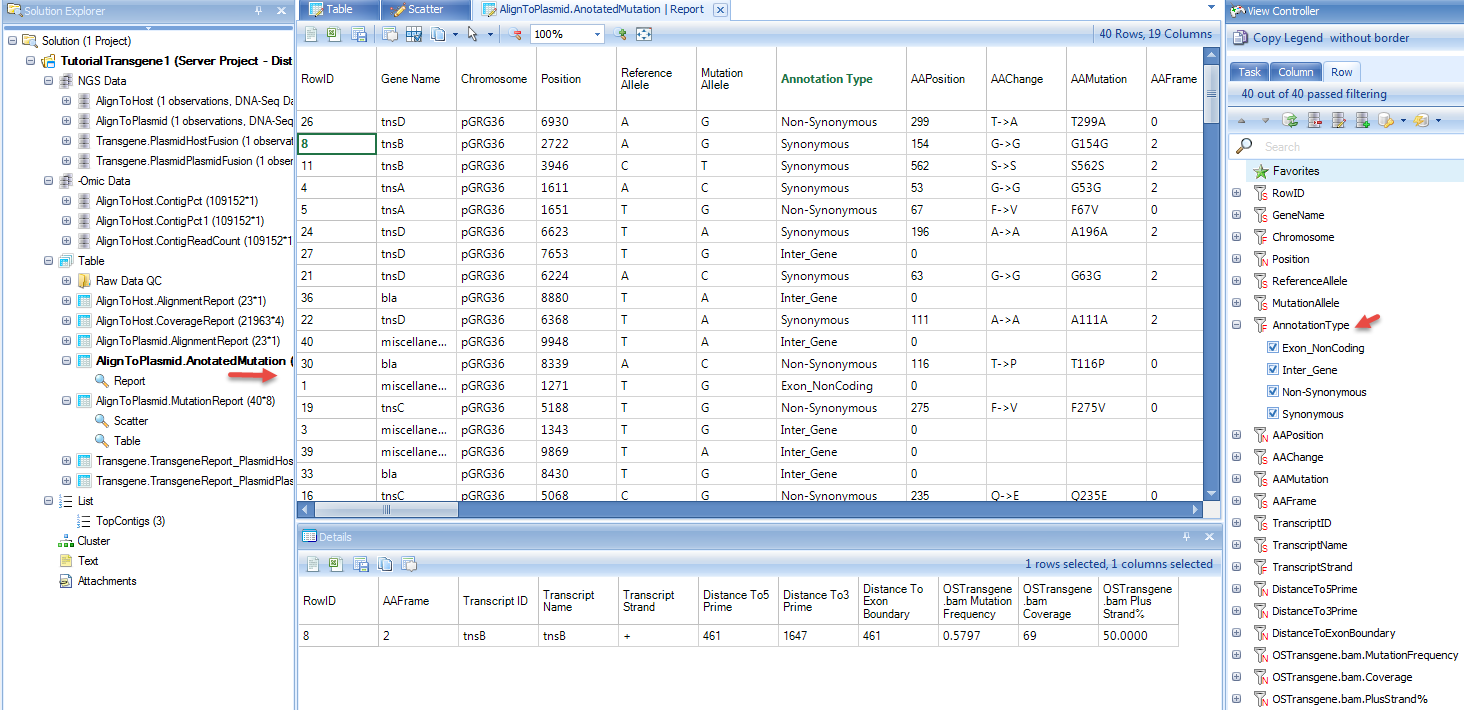 Solution Explorer
Solution (1 Project)
TutorialTransgene1 (Server Project - Dist
NGS Data
AlignToHost (1 observations, DNA-Seq Da
AlignToPlasmid (1 observations, DNA-Seq
Transgene.PlasmidHostFusion (1 observat
Transgene.PlasmidPlasmidFusion (1 obser
-Omic Data
AlignToHost.ContigPct (109152*1)
AlignToHost.ContigPct1 (109152*1)
AlignToHost.ContigReadCount (109152*1
Table
Raw Data QC
AlignToHost.AlignmentReport (23*1)
AlignToHost.CoverageReport (21963*4)
AlignToPlasmid.AlignmentReport (23*1)
AlignToPlasmid.AnotatedMutation (
Report
AlignToPlasmid.MutationReport (40*8)
Scatter
Table
Transgene.TransgeneReport_PlasmidHos
Transgene.TransgeneReport_PlasmidPlas
List
TopContigs (3)
Cluster
Text
Attachments
Table Scatter AlignToPlasmid.AnotatedMutation | Report
100% 40 Rows, 19 Columns
RowID Gene Name Chromosome Position Reference Allele Mutation Allele Annotation Type AAPosition AAChange AAMutation AAFrame
26 tnsD pGRG36 6930 A G Non-Synonymous 299 T->A T299A 0
8 tnsB pGRG36 2722 A G Synonymous 154 G->G G154G 2
11 tnsB pGRG36 3946 C T Synonymous 562 S->S S562S 2
4 tnsA pGRG36 1611 A C Synonymous 53 G->G G53G 2
5 tnsA pGRG36 1651 T G Non-Synonymous 67 F->V F67V 0
24 tnsD pGRG36 6623 T A Synonymous 196 A->A A196A 2
27 tnsD pGRG36 7653 T G Inter_Gene 0
21 tnsD pGRG36 6224 A C Synonymous 63 G->G G63G 2
36 bla pGRG36 8880 T A Inter_Gene 0
22 tnsD pGRG36 6368 T A Synonymous 111 A->A A111A 2
40 miscellane... pGRG36 9948 T A Inter_Gene 0
30 bla pGRG36 8339 A C Non-Synonymous 116 T->P T116P 0
1 miscellane... pGRG36 1271 T G Exon_NonCoding 0
19 tnsC pGRG36 5188 T G Non-Synonymous 275 F->V F275V 0
3 miscellane... pGRG36 1343 T G Inter_Gene 0
39 miscellane... pGRG36 9869 T A Inter_Gene 0
33 bla pGRG36 8430 T G Inter_Gene 0
16 tnsC pGRG36 5068 C G Non-Synonymous 235 Q->E Q235E 0
Details
1 rows selected, 1 columns selected
RowID AAFrame Transcript ID Transcript Name Transcript Strand Distance To5 Prime Distance To3 Prime Distance To Exon Boundary OSTransgene .bam Mutation Frequency OSTransgene .bam Coverage OSTransgene .bam Plus Strand%
8 2 tnsB tnsB + 461 1647 461 0.5797 69 50.0000
View Controller
Copy Legend without border
Task Column Row
40 out of 40 passed filtering
Search
Favorites
RowID
GeneName
Chromosome
Position
ReferenceAllele
MutationAllele
AnnotationType
Exon_NonCoding
Inter_Gene
Non-Synonymous
Synonymous
AAPosition
AAChange
AAMutation
AAFrame
TranscriptID
TranscriptName
TranscriptStrand
DistanceTo5Prime
DistanceTo3Prime
DistanceToExonBoundary
OSTransgene.bam.MutationFrequency
OSTransgene.bam.Coverage
OSTransgene.bam.PlusStrand%